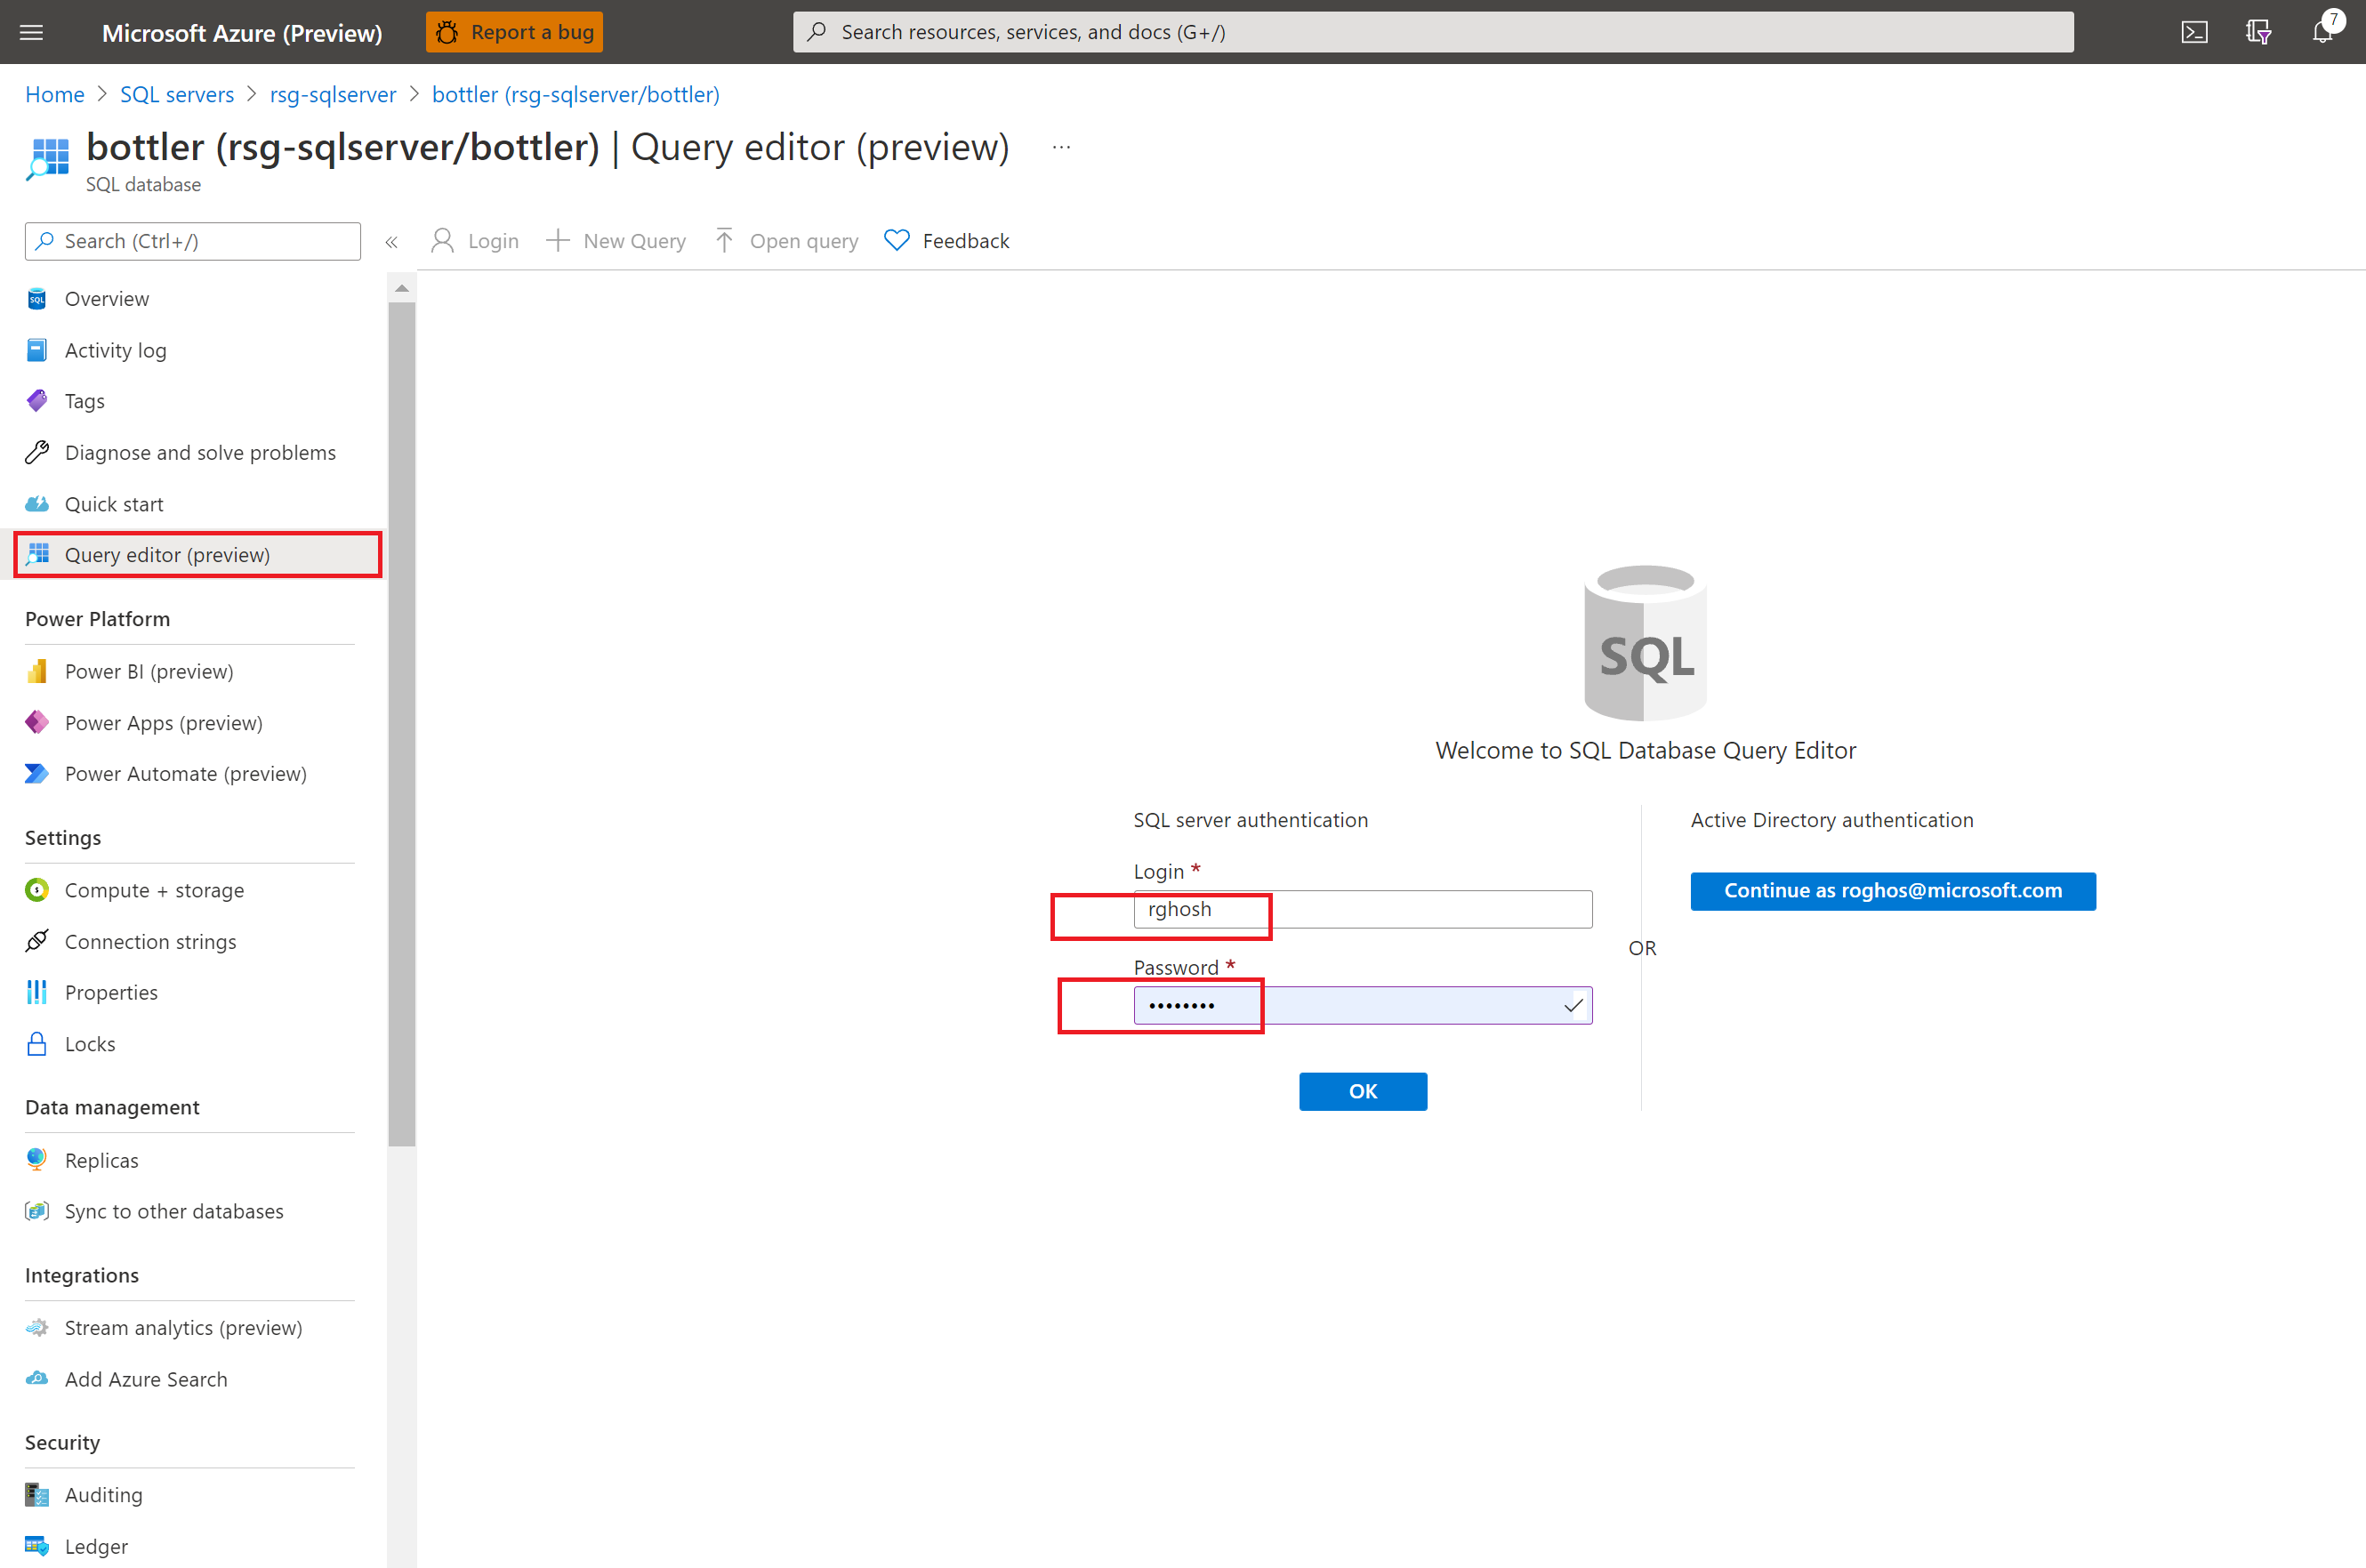 Microsoft Azure (Preview)
Report a bug
Search resources, services, and docs (G+/)
7
Home > SQL servers > rsg-sqlserver > bottler (rsg-sqlserver/bottler)
bottler (rsg-sqlserver/bottler) | Query editor (preview) ...
SQL database
Search (Ctrl+/)
«
Login
New Query
Open query
Feedback
Overview
Activity log
Tags
Diagnose and solve problems
Quick start
Query editor (preview)
Power Platform
Power BI (preview)
Power Apps (preview)
Power Automate (preview)
Settings
Compute + storage
Connection strings
Properties
Locks
Data management
Replicas
Sync to other databases
Integrations
Stream analytics (preview)
Add Azure Search
Security
Auditing
Ledger
SQL
Welcome to SQL Database Query Editor
SQL server authentication
Login *
rghosh
Password *
••••••••
OK
OR
Active Directory authentication
Continue as roghos@microsoft.com